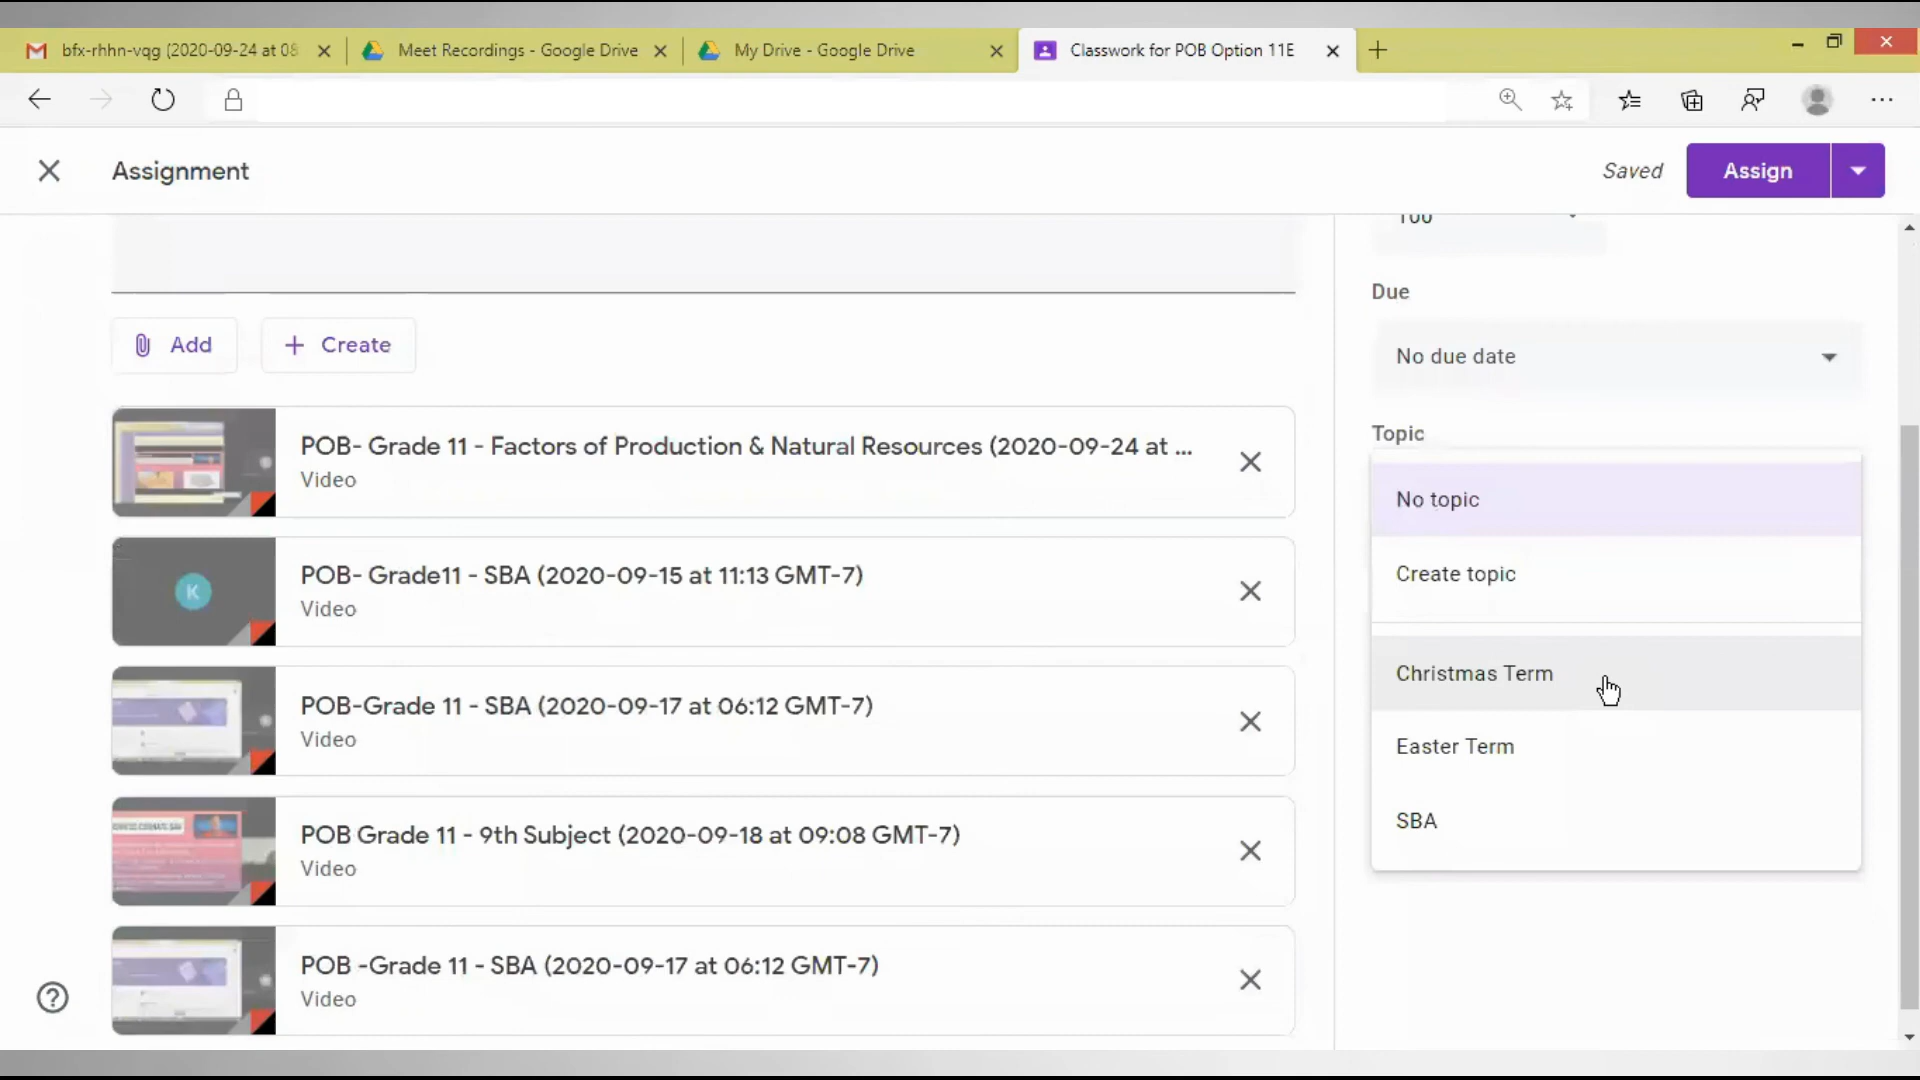 bfx-rhhn-vqg (2020-09-24 at 08
Meet Recordings - Google Drive
My Drive - Google Drive
Classwork for POB Option 11E
Assignment
Saved
Assign
100
Due
Add
Create
No due date
Topic
POB- Grade 11 - Factors of Production & Natural Resources (2020-09-24 at ...
Video
No topic
Create topic
POB- Grade11 - SBA (2020-09-15 at 11:13 GMT-7)
Video
K
Christmas Term
POB-Grade 11 - SBA (2020-09-17 at 06:12 GMT-7)
Video
Easter Term
SBA
POB Grade 11 - 9th Subject (2020-09-18 at 09:08 GMT-7)
Video
POB -Grade 11 - SBA (2020-09-17 at 06:12 GMT-7)
Video